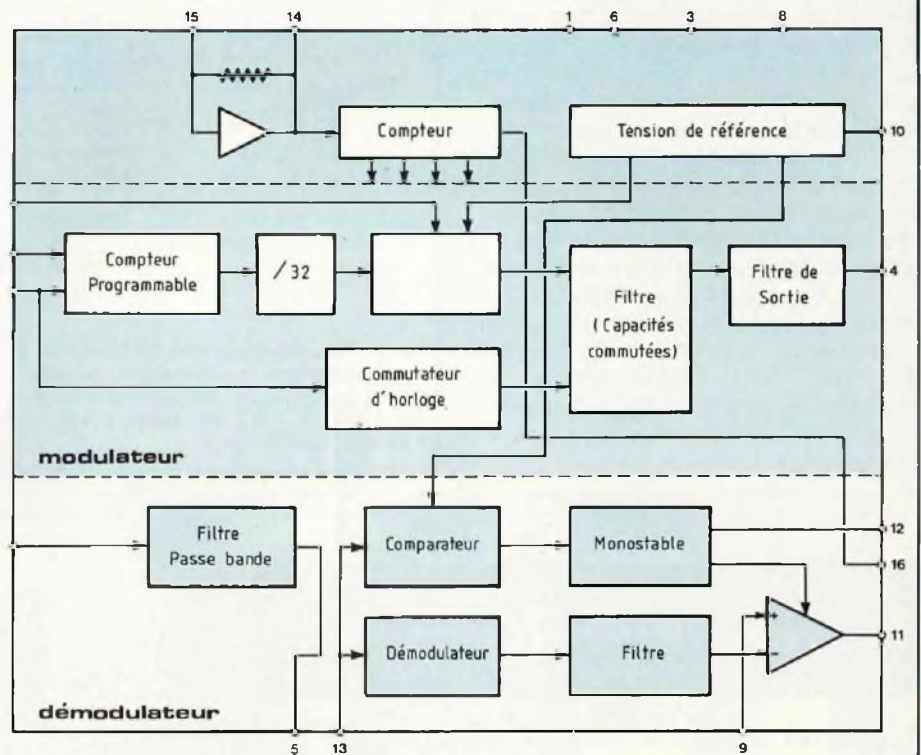 15 14 1 6 3 8
Compteur
Tension de référence
10
Compteur
Programmable
/ 32
Filtre
(Capacités
commutées)
Filtre de
Sortie
4
Commutateur
d'horloge
modulateur
Filtre
Passe bande
Comparateur
Monostable
12
16
+
11
Démodulateur
Filtre
−
démodulateur
5 13 9